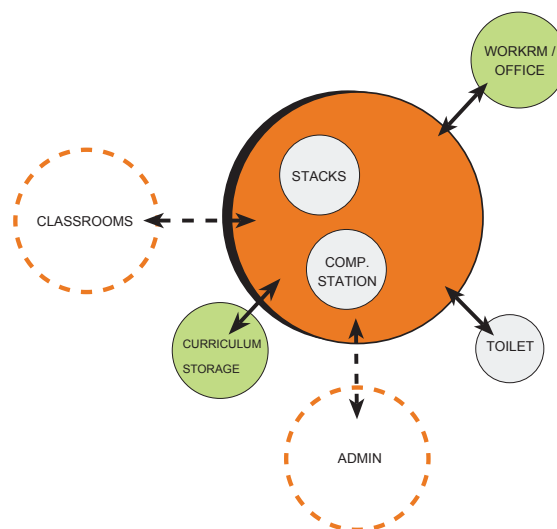 WORKRM /
OFFICE
STACKS
CLASSROOMS
COMP.
STATION
CURRICULUM
STORAGE
TOILET
ADMIN